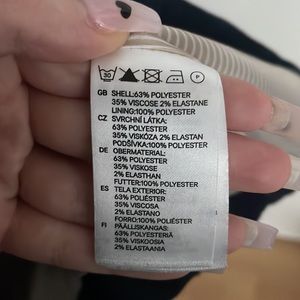 30 P
GB SHELL:63% POLYESTER
35% VISCOSE 2% ELASTANE
LINING:100% POLYESTER
CZ SVRCHNÍ LÁTKA:
63% POLYESTER
35% VISKÓZA 2% ELASTAN
PODŠÍVKA:100% POLYESTER
DE OBERMATERIAL:
63% POLYESTER
35% VISKOSE
2% ELASTHAN
FUTTER:100% POLYESTER
ES TELA EXTERIOR:
63% POLIÉSTER
35% VISCOSA
2% ELASTANO
FORRO:100% POLIÉSTER
FI PÄÄLLISKANGAS:
63% POLYESTERIÄ
35% VISKOOSIA
2% ELASTAANIA